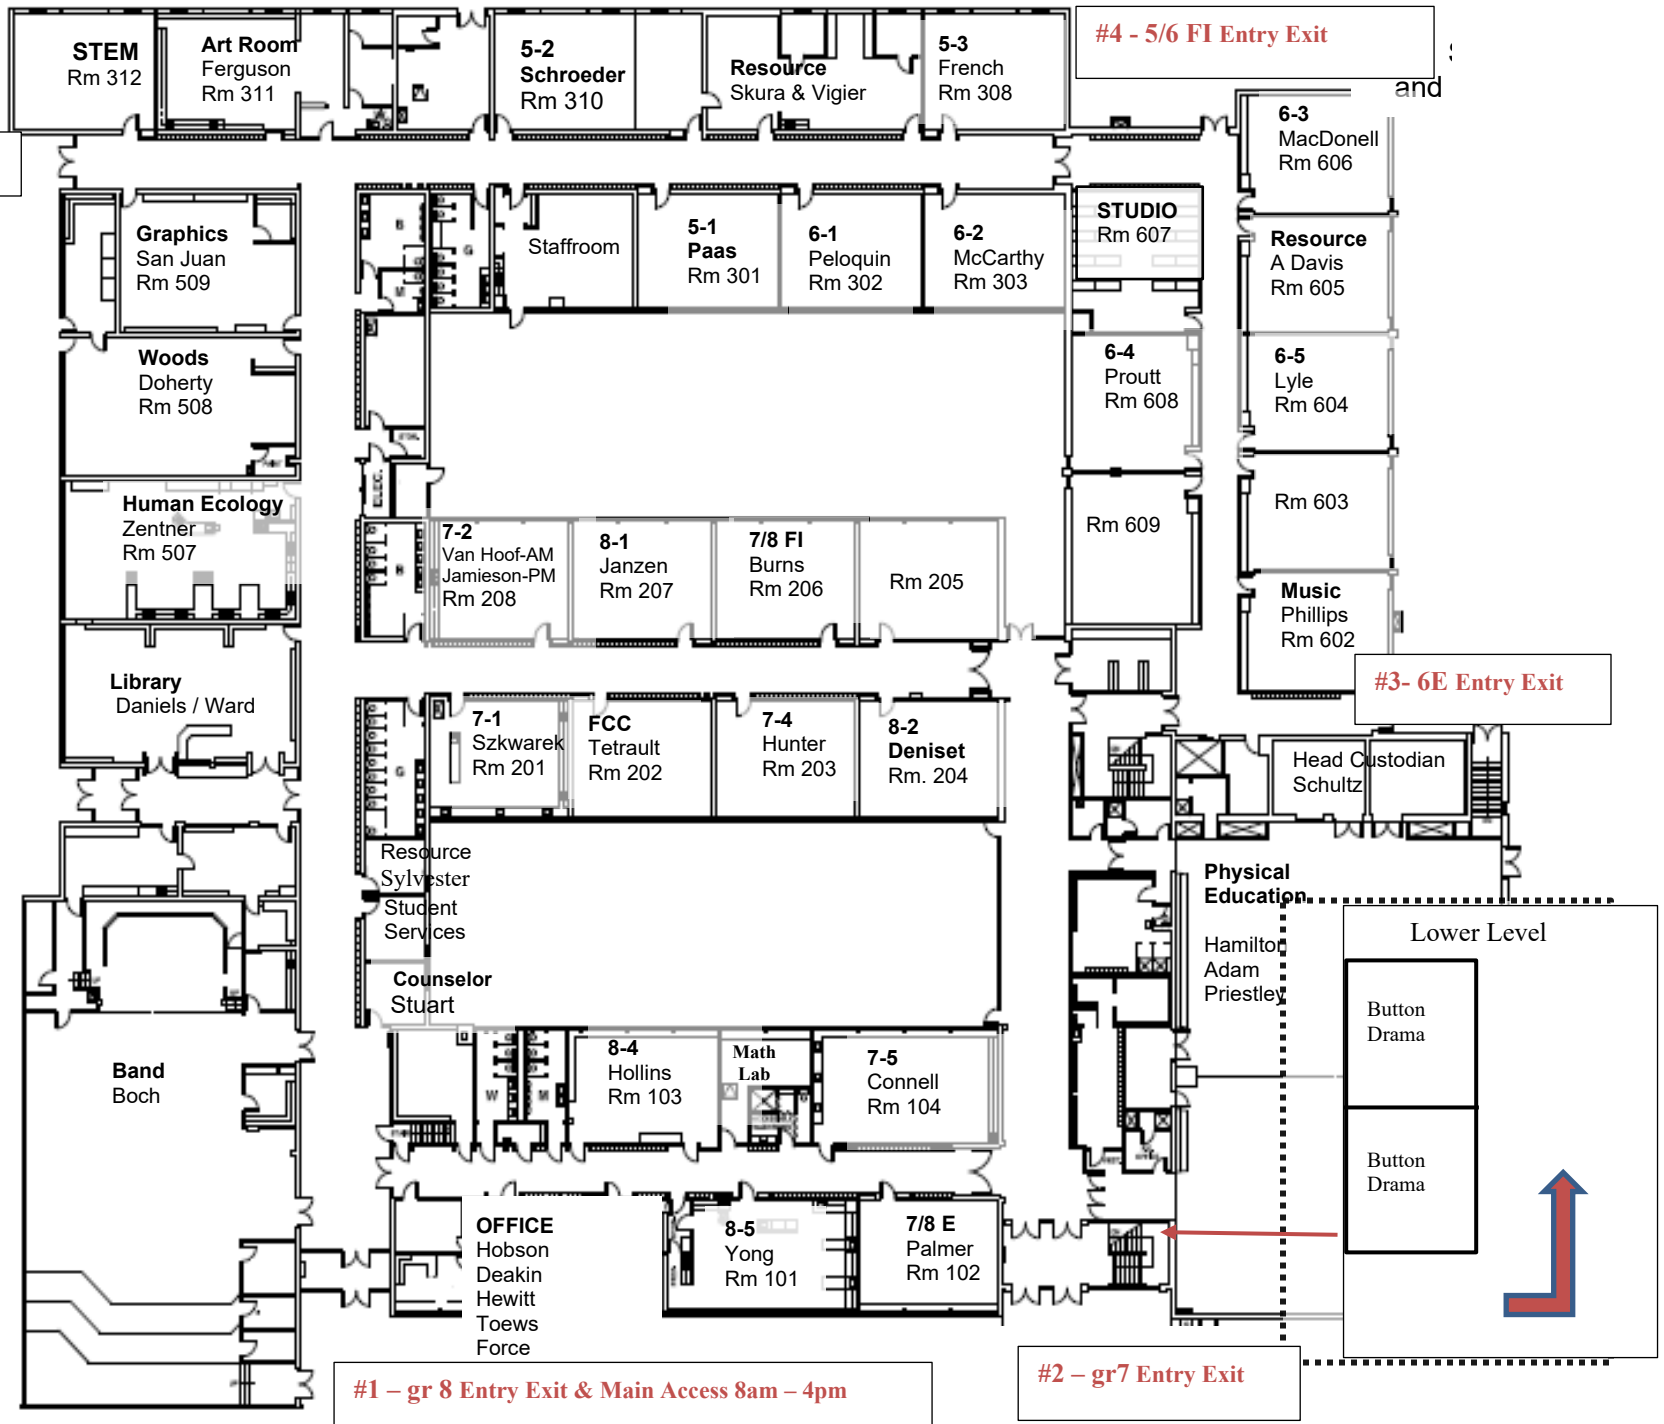 #4 - 5/6 FI Entry Exit
and
STEM
Rm 312
Art Room
Ferguson
Rm 311
5-2
Schroeder
Rm 310
Resource
Skura & Vigier
5-3
French
Rm 308
6-3
MacDonell
Rm 606
Graphics
San Juan
Rm 509
B
G
M
Staffroom
5-1
Paas
Rm 301
6-1
Peloquin
Rm 302
6-2
McCarthy
Rm 303
STUDIO
Rm 607
Resource
A Davis
Rm 605
Woods
Doherty
Rm 508
6-4
Proutt
Rm 608
6-5
Lyle
Rm 604
ELEC.
Human Ecology
Zentner
Rm 507
B
7-2
Van Hoof-AM
Jamieson-PM
Rm 208
8-1
Janzen
Rm 207
7/8 FI
Burns
Rm 206
Rm 205
Rm 609
Rm 603
Music
Phillips
Rm 602
#3- 6E Entry Exit
Library
Daniels / Ward
G
7-1
Szkwarek
Rm 201
FCC
Tetrault
Rm 202
7-4
Hunter
Rm 203
8-2
Deniset
Rm. 204
Head Custodian
Schultz
Resource
Sylvester
Student
Services
Counselor
Stuart
Physical
Education
Hamilton
Adam
Priestley
Lower Level
Button
Drama
Button
Drama
Band
Boch
W
M
8-4
Hollins
Rm 103
Math
Lab
7-5
Connell
Rm 104
OFFICE
Hobson
Deakin
Hewitt
Toews
Force
8-5
Yong
Rm 101
7/8 E
Palmer
Rm 102
#1 – gr 8 Entry Exit & Main Access 8am – 4pm
#2 – gr7 Entry Exit